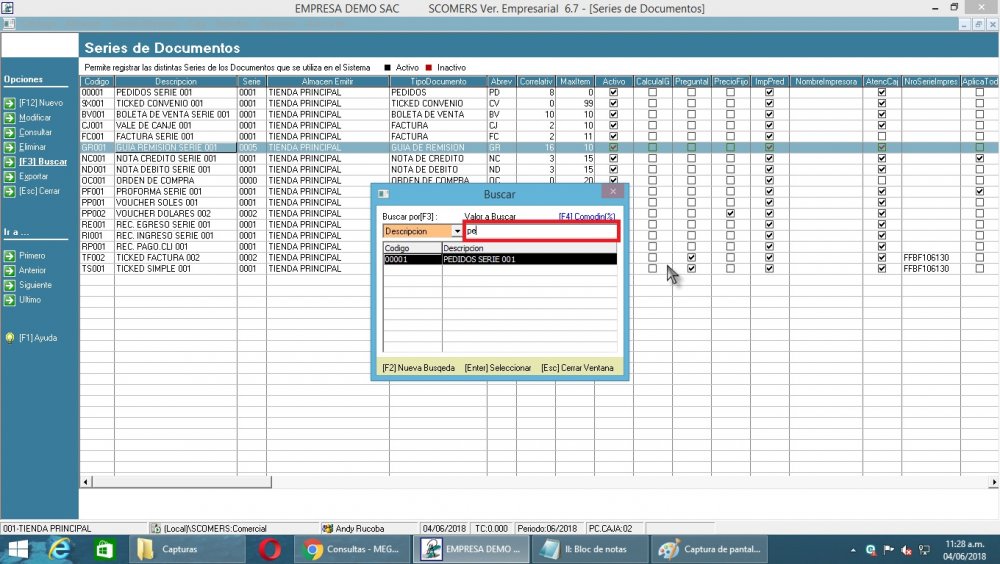 EMPRESA DEMO SAC SCOMERS Ver. Empresarial 6.7 - [Series de Documentos]
Series de Documentos
Permite registrar las distintas Series de los Documentos que se utiliza en el Sistema Activo Inactivo
Opciones
[F12] Nuevo
Modificar
Consultar
Eliminar
[F3] Buscar
Exportar
[Esc] Cerrar
Ir a ...
Primero
Anterior
Siguiente
Ultimo
[F1] Ayuda
Codigo Descripcion Serie Almacen Emitir TipoDocumento Abrev Correlativ MaxItem Activo CalculaIG Preguntal PrecioFijo ImpPred NombreImpresora AtencCaj NroSerieImpres AplicaTod
00001 PEDIDOS SERIE 001 0001 TIENDA PRINCIPAL PEDIDOS PD 8 0
9X001 TICKED CONVENIO 001 0001 TIENDA PRINCIPAL TICKED CONVENIO CV 0 99
BV001 BOLETA DE VENTA SERIE 001 0001 TIENDA PRINCIPAL BOLETA DE VENTA BV 10 10
CJ001 VALE DE CANJE 001 0001 TIENDA PRINCIPAL FACTURA CJ 2 10
FC001 FACTURA SERIE 001 0001 TIENDA PRINCIPAL FACTURA FC 2 11
GR001 GUIA REMISION SERIE 001 0005 TIENDA PRINCIPAL GUIA DE REMISION GR 16 10
NC001 NOTA CREDITO SERIE 001 0001 TIENDA PRINCIPAL NOTA DE CREDITO NC 3 15
ND001 NOTA DEBITO SERIE 001 0001 TIENDA PRINCIPAL NOTA DE DEBITO ND 3 15
OC001 ORDEN DE COMPRA 0000 TIENDA PRINCIPAL ORDEN DE COMPRA OC 0 20
PF001 PROFORMA SERIE 001 0001 TIENDA PRINCIPAL
PP001 VOUCHER SOLES 001 0001 TIENDA PRINCIPAL
PP002 VOUCHER DOLARES 002 0002 TIENDA PRINCIPAL
RE001 REC. EGRESO SERIE 001 0001 TIENDA PRINCIPAL
RI001 REC. INGRESO SERIE 001 0001 TIENDA PRINCIPAL
RP001 REC. PAGO.CLI 001 0001 TIENDA PRINCIPAL
TF002 TICKED FACTURA 002 0002 TIENDA PRINCIPAL FFBF106130
TS001 TICKED SIMPLE 001 0001 TIENDA PRINCIPAL FFBF106130
Buscar
Buscar por[F3] : Valor a Buscar [F4] Comodin(%)
Descripcion pe
Codigo Descripcion
00001 PEDIDOS SERIE 001
[F2] Nueva Busqeda [Enter] Seleccionar [Esc] Cerrar Ventana
001-TIENDA PRINCIPAL (Local)\SCOMERS:Comercial Andy Rucoba 04/06/2018 TC:0.000 Periodo:06/2018 PC.CAJA:02
Capturas Consultas - MEG... EMPRESA DEMO ... II: Bloc de notas Captura de pantal...
11:28 a.m.
04/06/2018